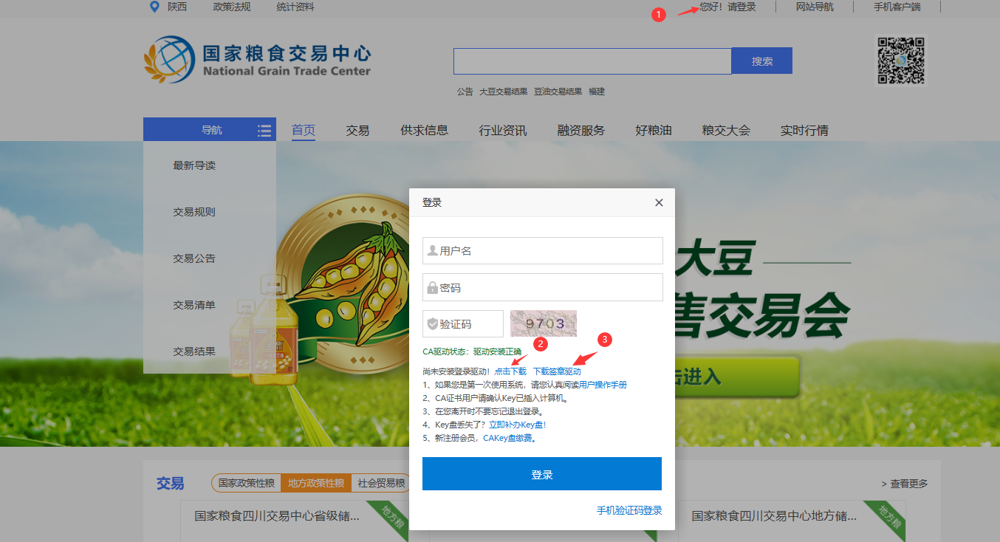 陕西 政策法规 统计资料 1 您好！请登录 网站导航 手机客户端
国家粮食交易中心
National Grain Trade Center
搜索
公告 大豆交易结果 豆油交易结果 福建
导航 首页 交易 供求信息 行业资讯 融资服务 好粮油 粮交大会 实时行情
最新导读
交易规则
交易公告
交易清单
交易结果
大豆
售交易会
击进入
登录 ×
用户名
密码
验证码 9703
CA驱动状态：驱动安装正确 2 3
尚未安装登录驱动！点击下载 下载签章驱动
1、如果您是第一次使用系统，请您认真阅读用户操作手册
2、CA证书用户请确认Key已插入计算机。
3、在您离开时不要忘记退出登录。
4、Key盘丢失了？立即补办Key盘！
5、新注册会员，CAKey盘缴费。
登录
手机验证码登录
交易 国家政策性粮 地方政策性粮 社会贸易粮 > 查看更多
国家粮食四川交易中心省级储... 地方粮 国家粮食四川交易中心地方储... 地方粮